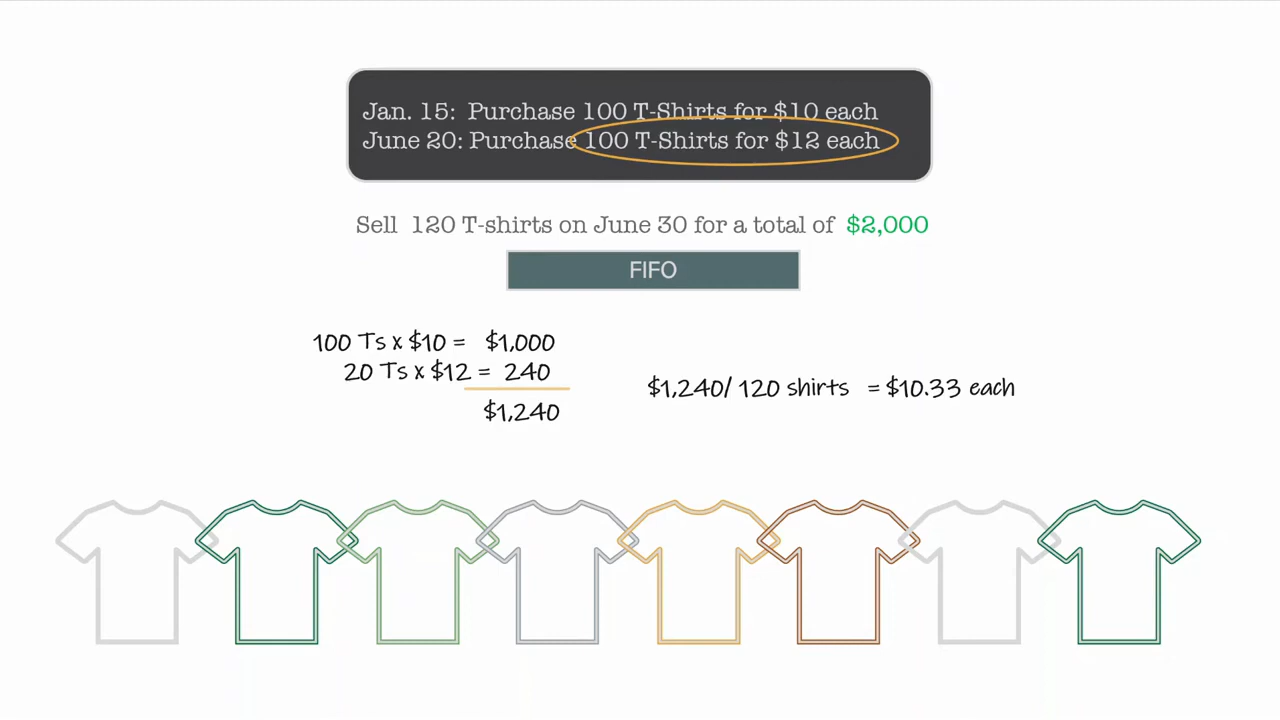 Jan. 15: Purchase 100 T-Shirts for $10 each
June 20: Purchase 100 T-Shirts for $12 each
Sell 120 T-shirts on June 30 for a total of $2,000
FIFO
100 Ts x $10 = $1,000
20 Ts x $12 = 240
$1,240
$1,240/ 120 shirts = $10.33 each